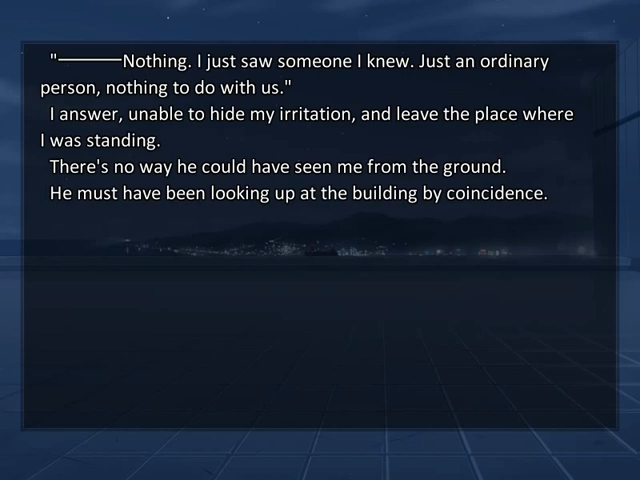 "―――――Nothing. I just saw someone I knew. Just an ordinary
person, nothing to do with us."
I answer, unable to hide my irritation, and leave the place where
I was standing.
There's no way he could have seen me from the ground.
He must have been looking up at the building by coincidence.